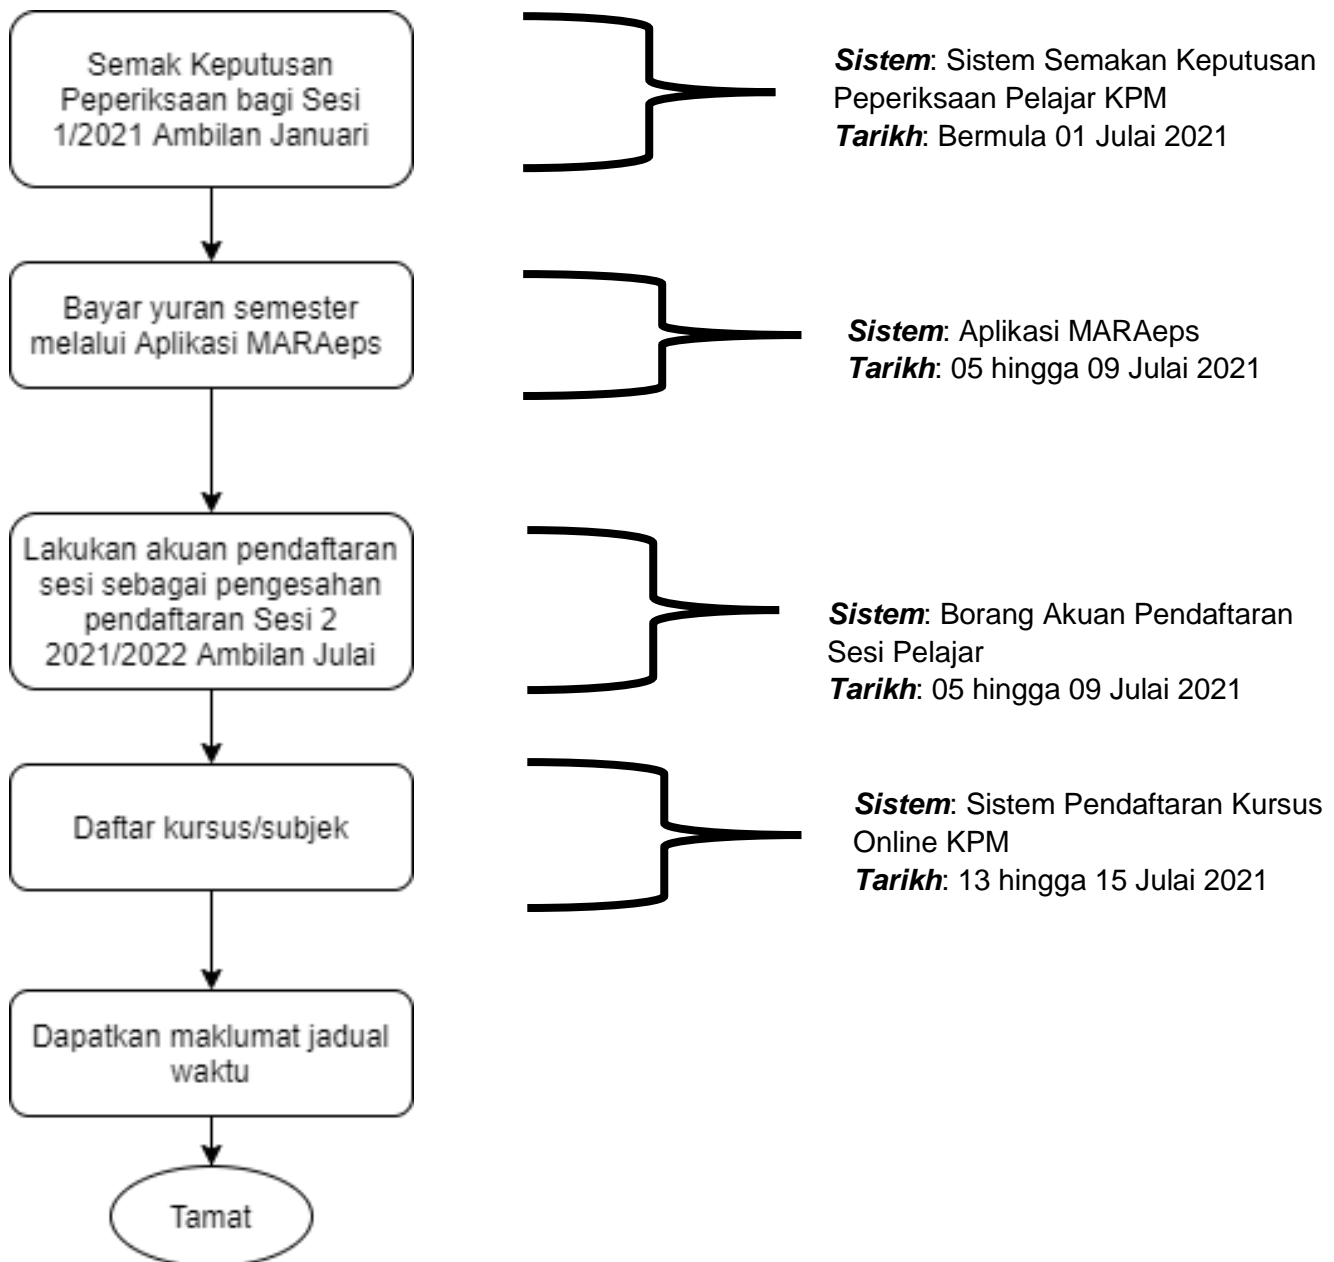 Semak Keputusan
Peperiksaan bagi Sesi
1/2021 Ambilan Januari
Sistem: Sistem Semakan Keputusan
Peperiksaan Pelajar KPM
Tarikh: Bermula 01 Julai 2021
Bayar yuran semester
melalui Aplikasi MARAeps
Sistem: Aplikasi MARAeps
Tarikh: 05 hingga 09 Julai 2021
Lakukan akuan pendaftaran
sesi sebagai pengesahan
pendaftaran Sesi 2
2021/2022 Ambilan Julai
Sistem: Borang Akuan Pendaftaran
Sesi Pelajar
Tarikh: 05 hingga 09 Julai 2021
Daftar kursus/subjek
Sistem: Sistem Pendaftaran Kursus
Online KPM
Tarikh: 13 hingga 15 Julai 2021
Dapatkan maklumat jadual
waktu
Tamat